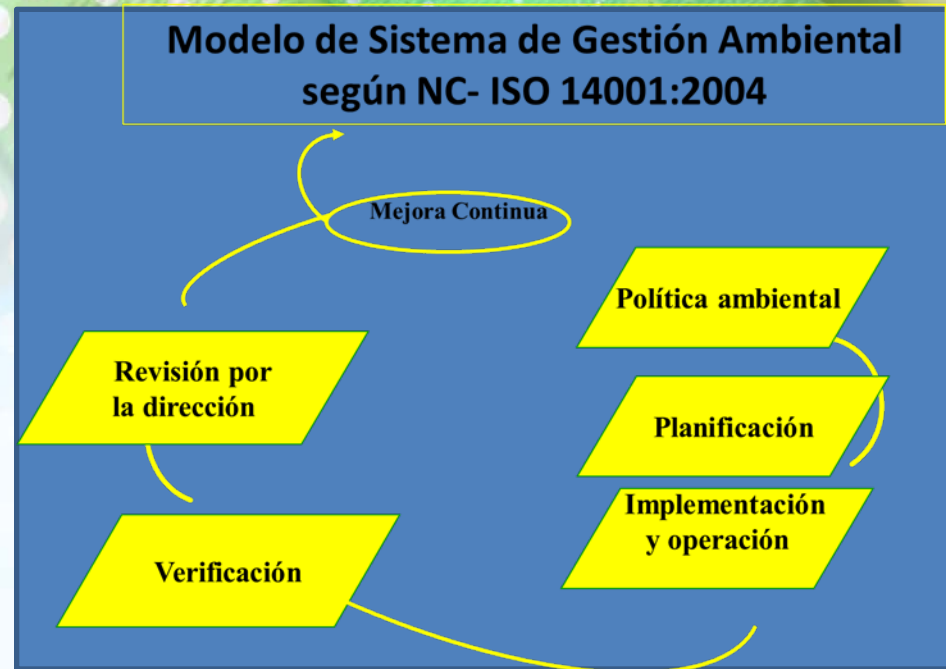 Modelo de Sistema de Gestión Ambiental
según NC- ISO 14001:2004
Mejora Continua
Política ambiental
Planificación
Implementación
y operación
Verificación
Revisión por
la dirección